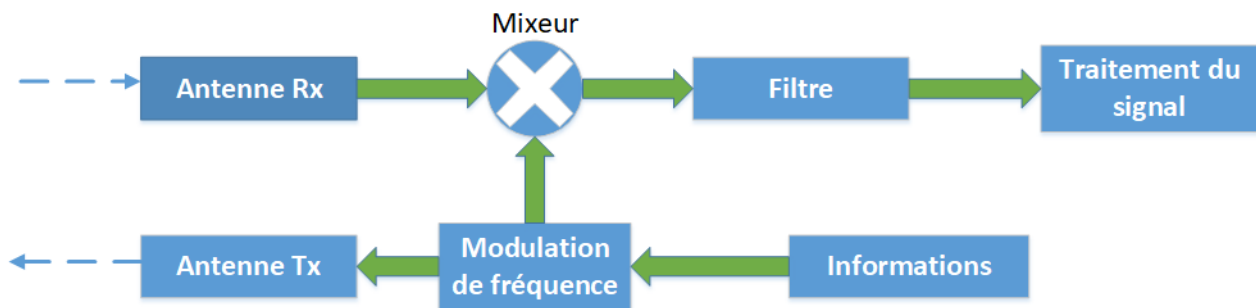 Mixeur
Antenne Rx
Filtre
Traitement du
signal
Antenne Tx
Modulation
de fréquence
Informations